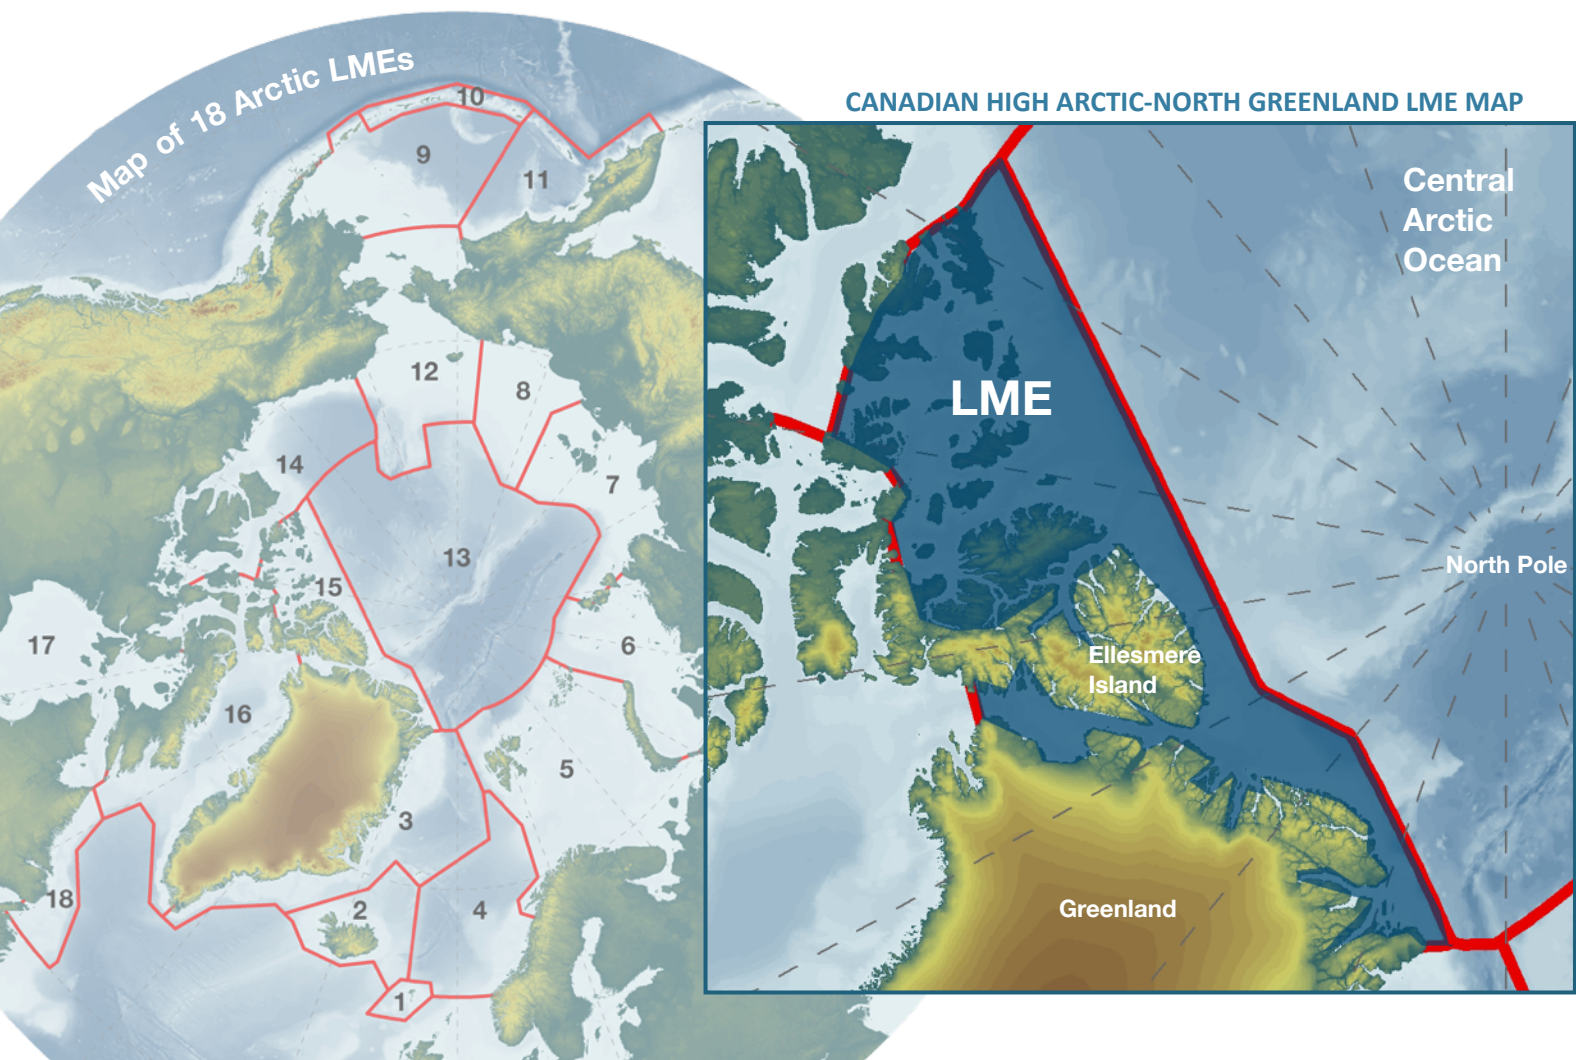 Map of 18 Arctic LMEs
10
9
11
12
8
14
7
13
15
17
6
16
5
3
18
2
4
1
CANADIAN HIGH ARCTIC-NORTH GREENLAND LME MAP
Central
Arctic
Ocean
LME
North Pole
Ellesmere
Island
Greenland